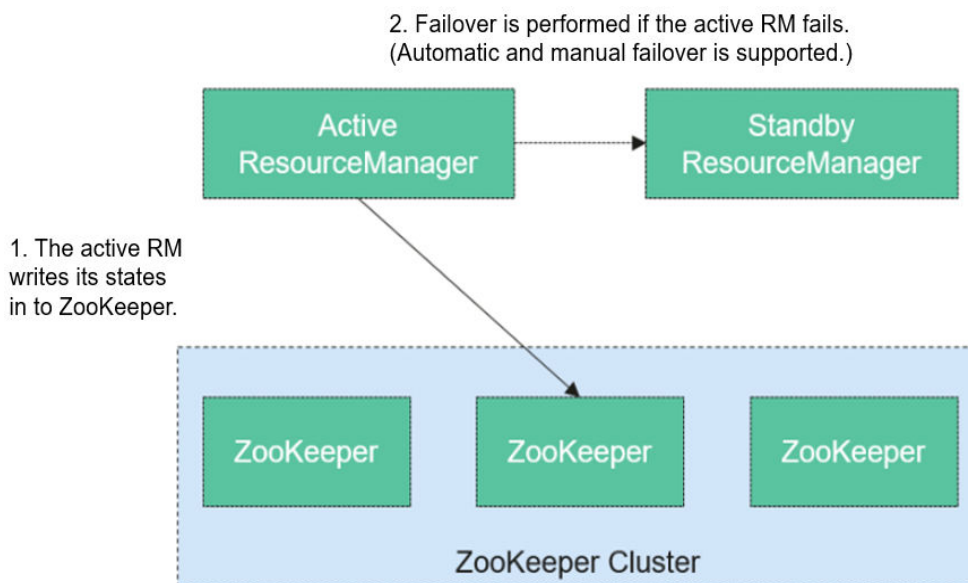 2. Failover is performed if the active RM fails.
(Automatic and manual failover is supported.)
Active
ResourceManager
Standby
ResourceManager
1. The active RM
writes its states
in to ZooKeeper.
ZooKeeper
ZooKeeper
ZooKeeper
ZooKeeper Cluster